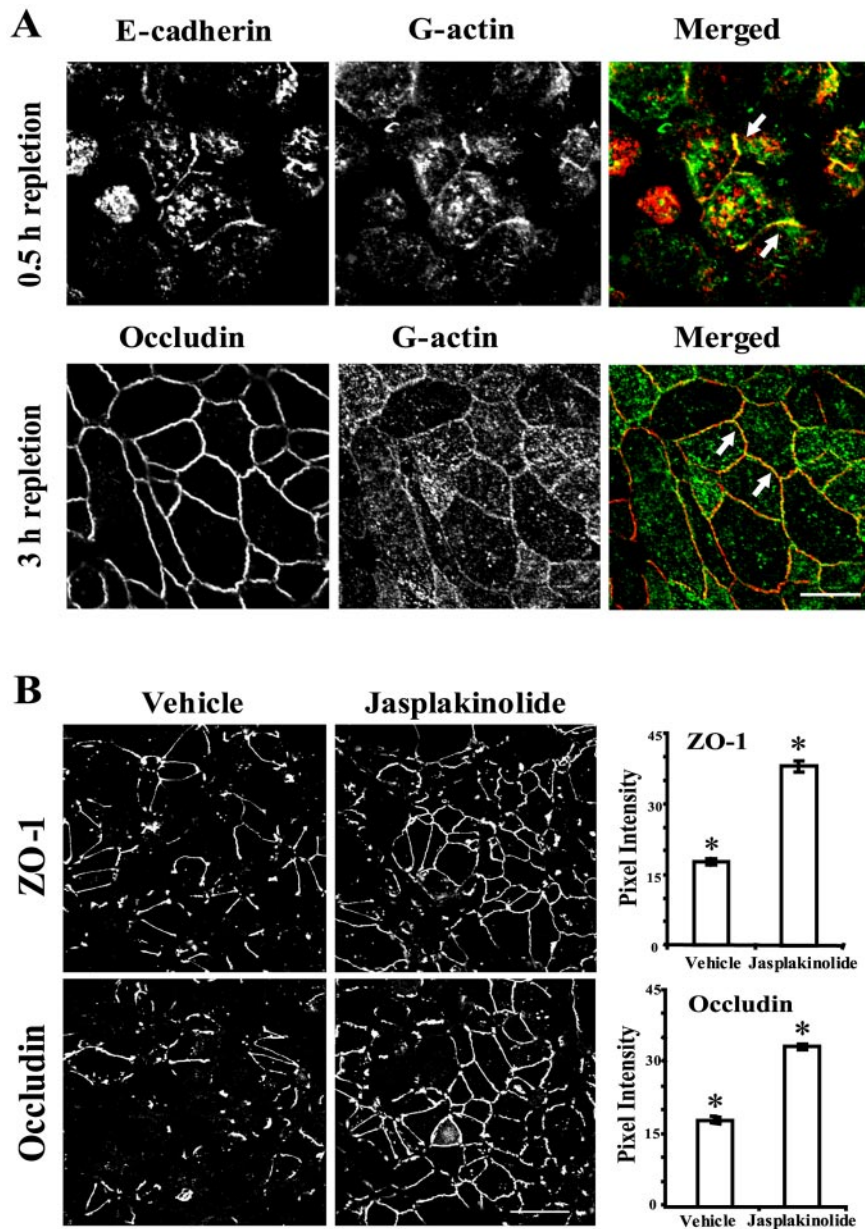 A
E-cadherin G-actin Merged
0.5 h repletion
Occludin G-actin Merged
3 h repletion
B
Vehicle Jasplakinolide
ZO-1
45
30
15
0
Pixel Intensity
ZO-1
*
*
Vehicle Jasplakinolide
Occludin
45
30
15
0
Pixel Intensity
Occludin
*
*
Vehicle Jasplakinolide